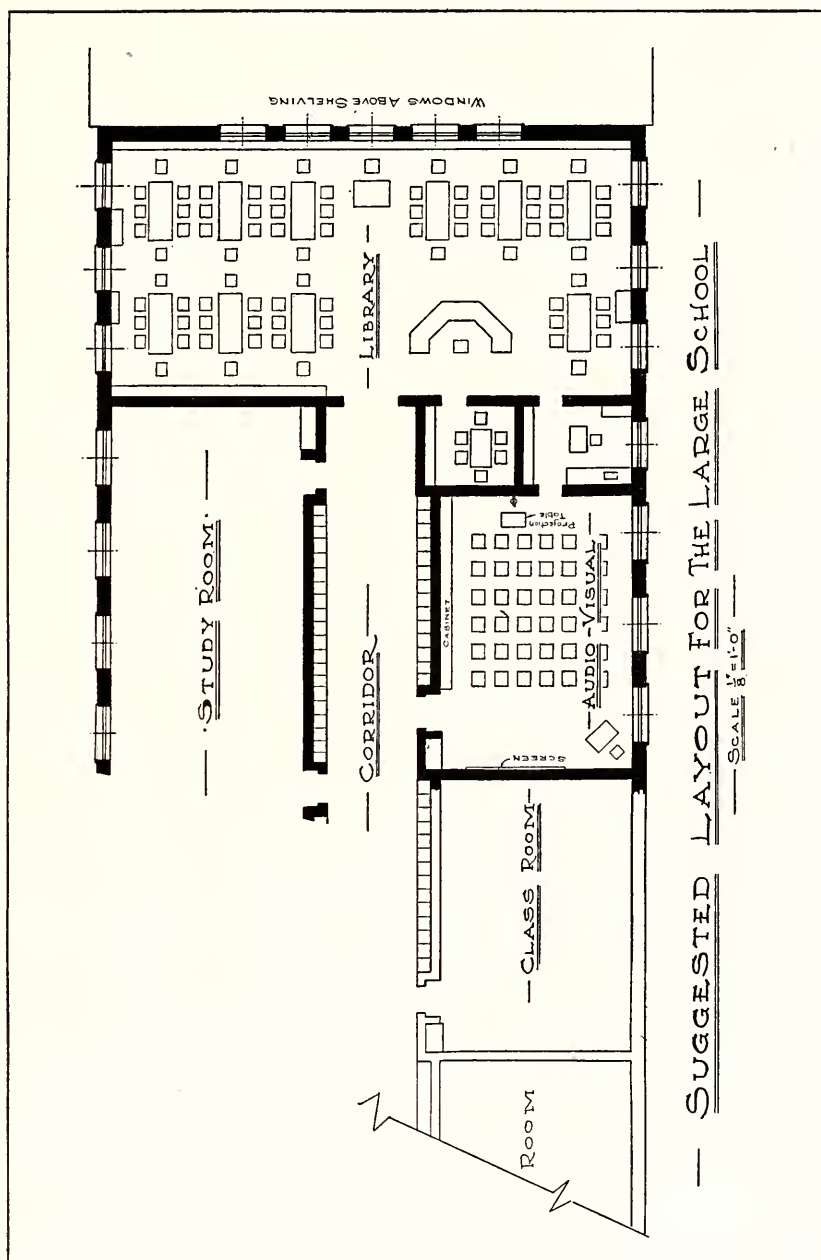 WINDOWS ABOVE SHELVING
— LIBRARY —
— STUDY ROOM. —
— CORRIDOR —
Projection
Table
CABINET
— AUDIO-VISUAL —
SCREEN
— CLASS ROOM —
ROOM
— SUGGESTED LAYOUT FOR THE LARGE SCHOOL —
— SCALE 1/8" = 1'-0" —